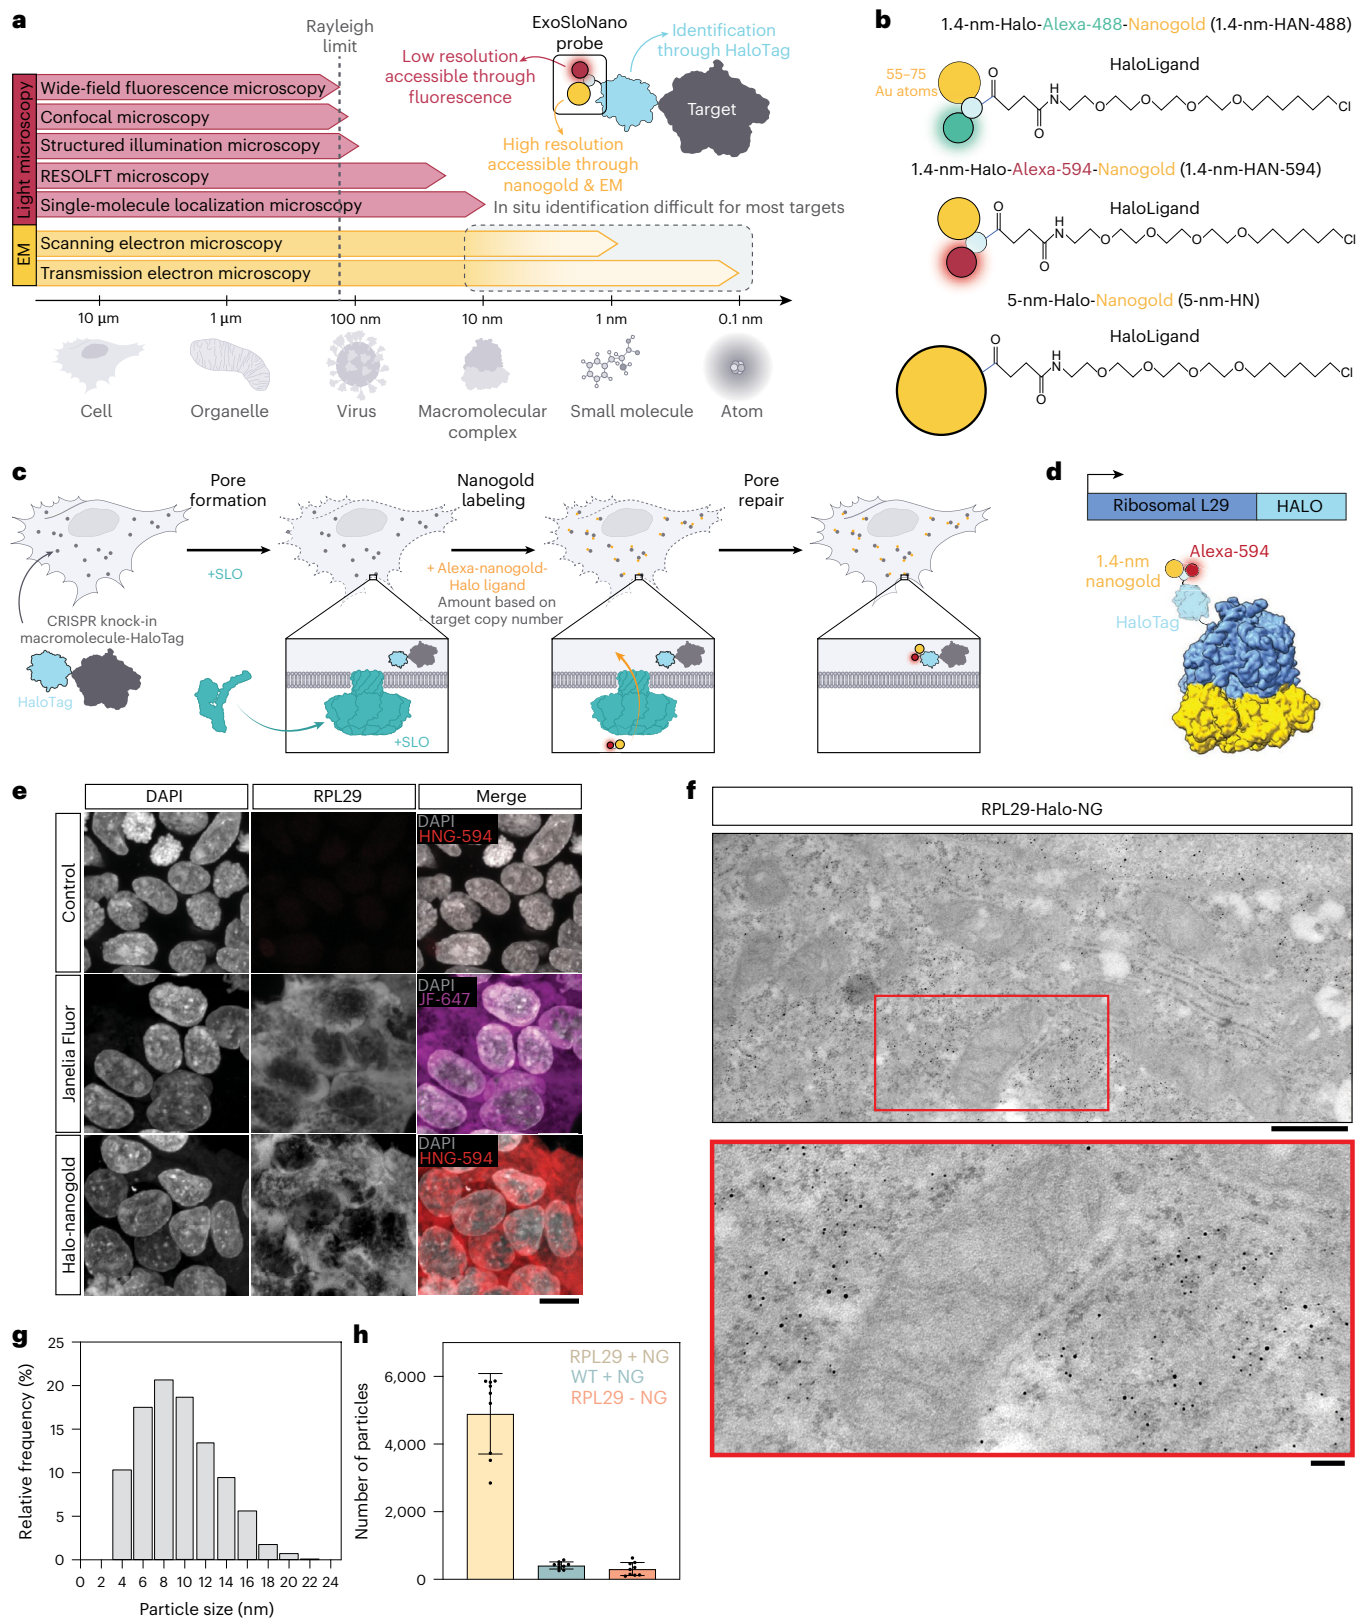 a
Rayleigh
limit
ExoSloNano
probe
Low resolution
accessible through
fluorescence
Identification
through HaloTag
Target
High resolution
accessible through
nanogold & EM
Light microscopy
Wide-field fluorescence microscopy
Confocal microscopy
Structured illumination microscopy
RESOLFT microscopy
Single-molecule localization microscopy
In situ identification difficult for most targets
EM
Scanning electron microscopy
Transmission electron microscopy
10 µm
1 µm
100 nm
10 nm
1 nm
0.1 nm
Cell
Organelle
Virus
Macromolecular
complex
Small molecule
Atom
b
1.4-nm-Halo-Alexa-488-Nanogold (1.4-nm-HAN-488)
55–75
Au atoms
HaloLigand
O
O
H
N
O
O
O
O
Cl
1.4-nm-Halo-Alexa-594-Nanogold (1.4-nm-HAN-594)
HaloLigand
O
O
H
N
O
O
O
O
Cl
5-nm-Halo-Nanogold (5-nm-HN)
HaloLigand
O
O
H
N
O
O
O
O
Cl
c
Pore
formation
+SLO
Nanogold
labeling
+ Alexa-nanogold-
Halo ligand
Amount based on
target copy number
Pore
repair
CRISPR knock-in
macromolecule-HaloTag
HaloTag
+SLO
d
Ribosomal L29
HALO
Alexa-594
1.4-nm
nanogold
HaloTag
e
DAPI
RPL29
Merge
Control
DAPI
HNG-594
Janelia Fluor
DAPI
JF-647
Halo-nanogold
DAPI
HNG-594
f
RPL29-Halo-NG
g
Relative frequency (%)
25
20
15
10
5
0
0 2 4 6 8 10 12 14 16 18 20 22 24
Particle size (nm)
h
Number of particles
6,000
4,000
2,000
0
RPL29 + NG
WT + NG
RPL29 - NG